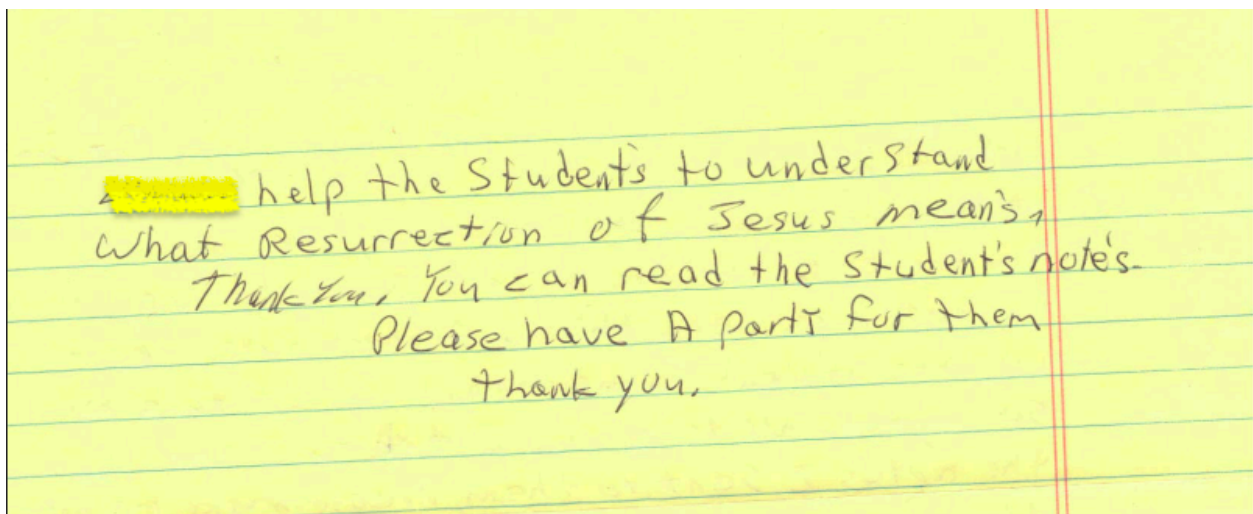 help the Student's to understand
What Resurrection of Jesus mean's,
Thank You, You can read the Student's note's.
Please have A Party for them
thank you.